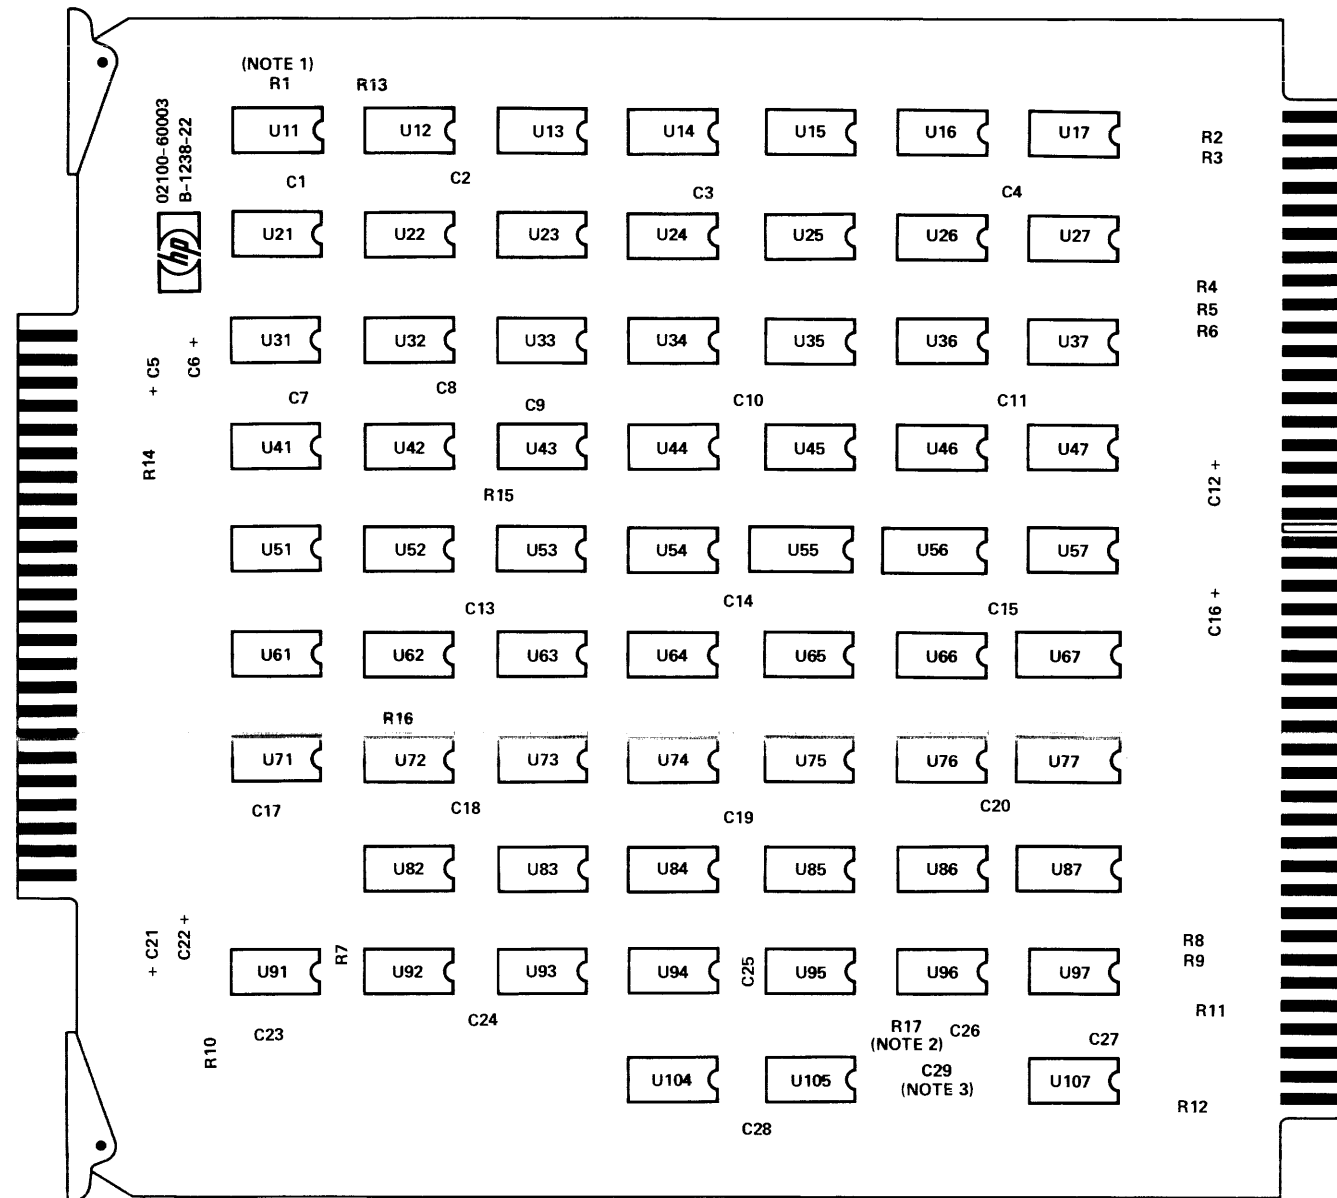 (NOTE 1)
R1 R13
02100-60003
B-1238-22
hp
U11 U12 U13 U14 U15 U16 U17
R2
R3
C1 C2 C3 C4
U21 U22 U23 U24 U25 U26 U27
R4
R5
R6
U31 U32 U33 U34 U35 U36 U37
+ C5
C6 +
C7 C8 C9 C10 C11
U41 U42 U43 U44 U45 U46 U47
R14
C12 +
R15
U51 U52 U53 U54 U55 U56 U57
C13 C14 C15
C16 +
U61 U62 U63 U64 U65 U66 U67
R16
U71 U72 U73 U74 U75 U76 U77
C17 C18 C19 C20
U82 U83 U84 U85 U86 U87
+ C21
C22 +
R8
R9
U91 R7 U92 U93 U94 C25 U95 U96 U97
R11
C23 C24 R17 C26 C27
(NOTE 2)
R10
U104 U105 C29 U107
(NOTE 3)
R12
C28